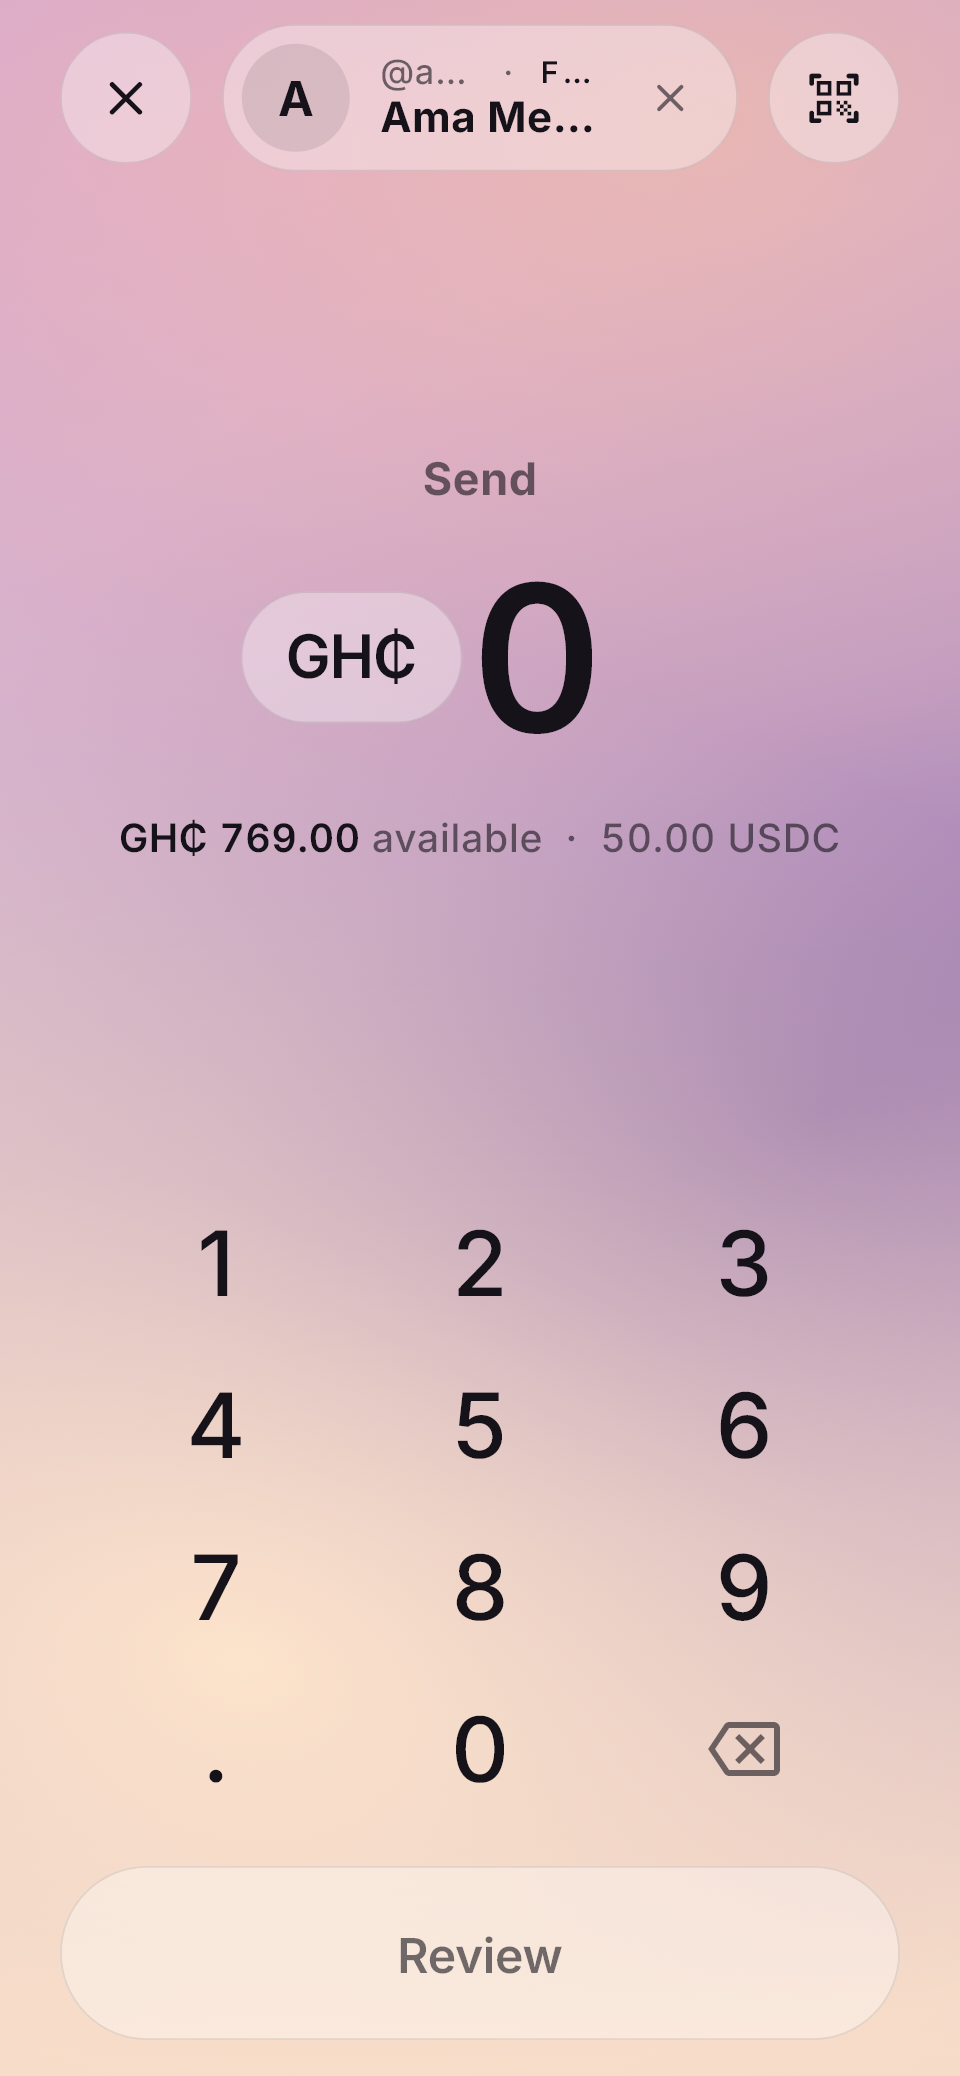 A
@a... · F...
Ama Me...
Send
GH₵ 0
GH₵ 769.00 available · 50.00 USDC
1 2 3
4 5 6
7 8 9
. 0
Review